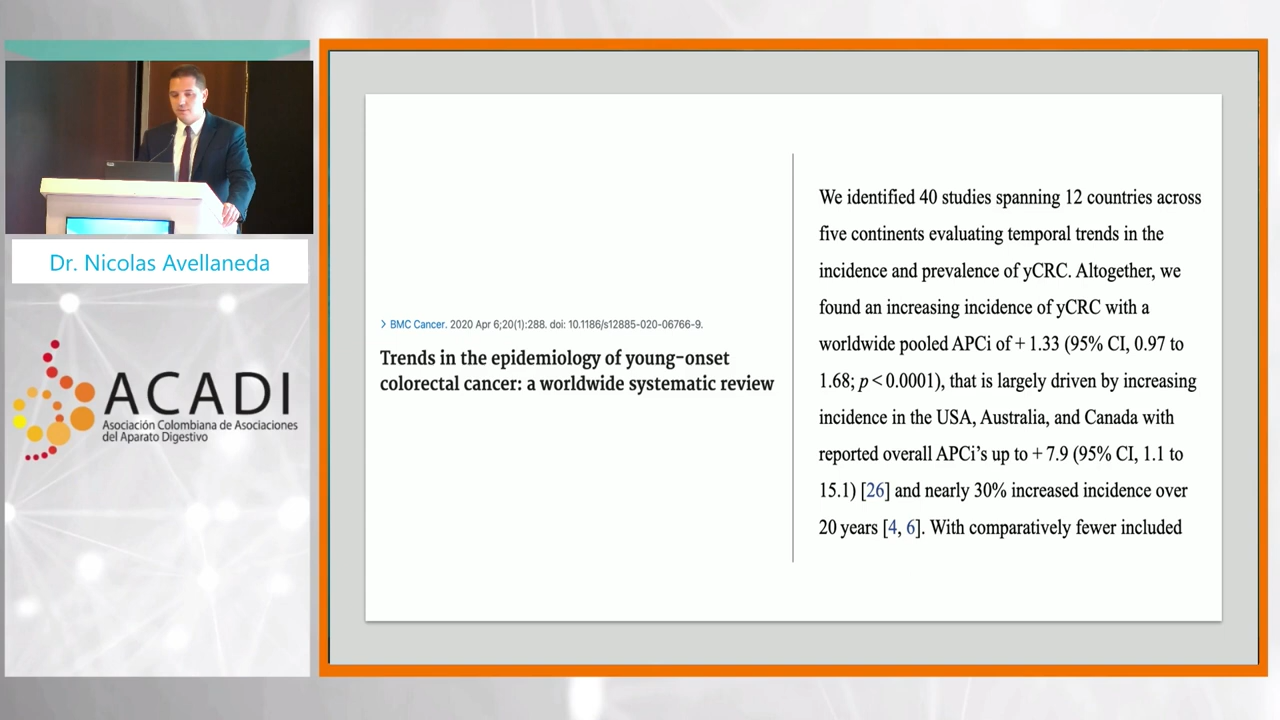 Dr. Nicolas Avellaneda
ACADI
Asociación Colombiana de Asociaciones
del Aparato Digestivo
> BMC Cancer. 2020 Apr 6;20(1):288. doi: 10.1186/s12885-020-06766-9.
Trends in the epidemiology of young-onset
colorectal cancer: a worldwide systematic review
We identified 40 studies spanning 12 countries across
five continents evaluating temporal trends in the
incidence and prevalence of yCRC. Altogether, we
found an increasing incidence of yCRC with a
worldwide pooled APCi of + 1.33 (95% CI, 0.97 to
1.68; p < 0.0001), that is largely driven by increasing
incidence in the USA, Australia, and Canada with
reported overall APCi's up to + 7.9 (95% CI, 1.1 to
15.1) [26] and nearly 30% increased incidence over
20 years [4, 6]. With comparatively fewer included